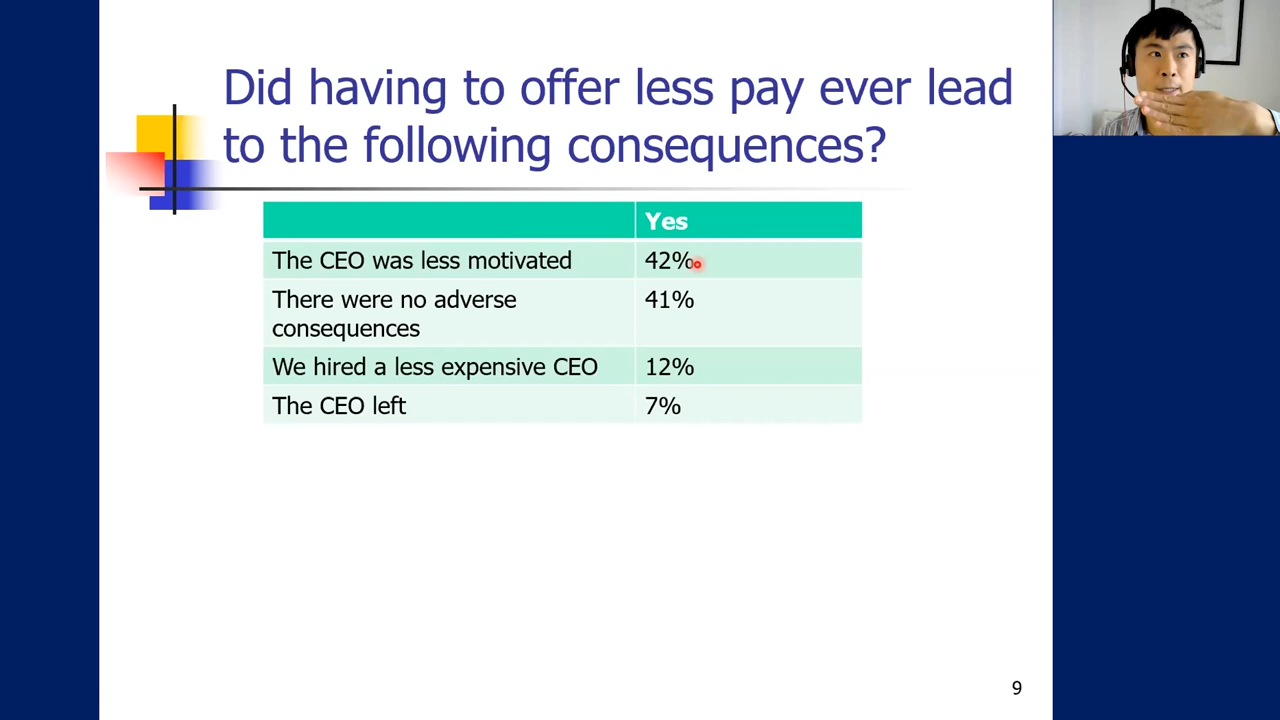 Did having to offer less pay ever lead
to the following consequences?
Yes
The CEO was less motivated 42%
There were no adverse 41%
consequences
We hired a less expensive CEO 12%
The CEO left 7%
9